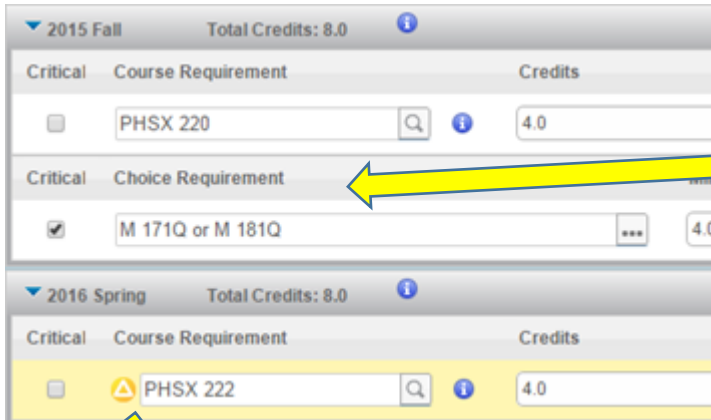 2015 Fall Total Credits: 8.0
Critical Course Requirement Credits
PHSX 220 4.0
Critical Choice Requirement
M 171Q or M 181Q ... 4.0
2016 Spring Total Credits: 8.0
Critical Course Requirement Credits
PHSX 222 4.0